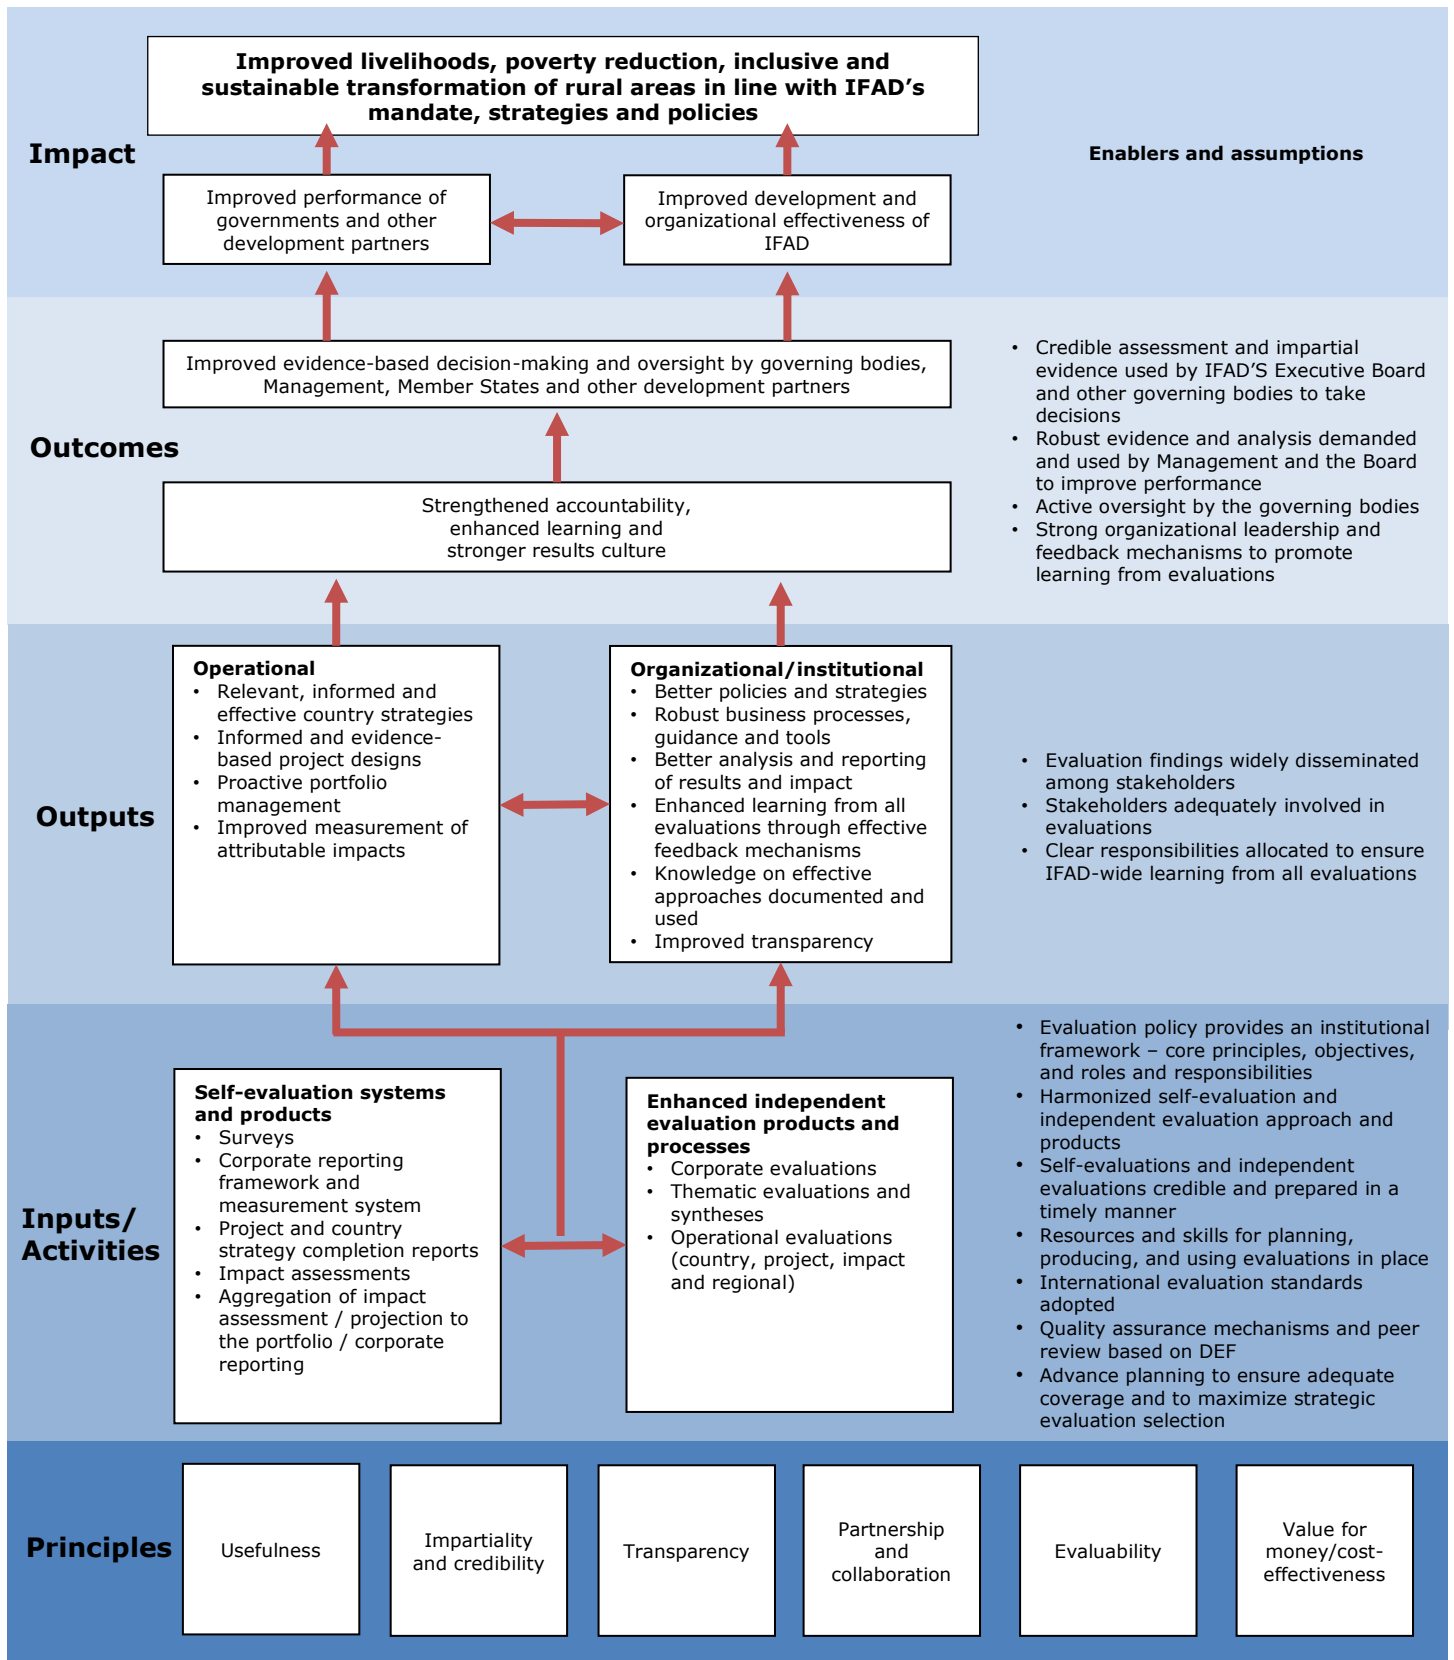 Improved livelihoods, poverty reduction, inclusive and
sustainable transformation of rural areas in line with IFAD’s
mandate, strategies and policies
Impact
Enablers and assumptions
Improved performance of
governments and other
development partners
Improved development and
organizational effectiveness of
IFAD
Improved evidence-based decision-making and oversight by governing bodies,
Management, Member States and other development partners
Outcomes
Strengthened accountability,
enhanced learning and
stronger results culture
• Credible assessment and impartial
evidence used by IFAD’S Executive Board
and other governing bodies to take
decisions
• Robust evidence and analysis demanded
and used by Management and the Board
to improve performance
• Active oversight by the governing bodies
• Strong organizational leadership and
feedback mechanisms to promote
learning from evaluations
Outputs
Operational
• Relevant, informed and
effective country strategies
• Informed and evidence-
based project designs
• Proactive portfolio
management
• Improved measurement of
attributable impacts
Organizational/institutional
• Better policies and strategies
• Robust business processes,
guidance and tools
• Better analysis and reporting
of results and impact
• Enhanced learning from all
evaluations through effective
feedback mechanisms
• Knowledge on effective
approaches documented and
used
• Improved transparency
• Evaluation findings widely disseminated
among stakeholders
• Stakeholders adequately involved in
evaluations
• Clear responsibilities allocated to ensure
IFAD-wide learning from all evaluations
Inputs/
Activities
Self-evaluation systems
and products
• Surveys
• Corporate reporting
framework and
measurement system
• Project and country
strategy completion reports
• Impact assessments
• Aggregation of impact
assessment / projection to
the portfolio / corporate
reporting
Enhanced independent
evaluation products and
processes
• Corporate evaluations
• Thematic evaluations and
syntheses
• Operational evaluations
(country, project, impact
and regional)
• Evaluation policy provides an institutional
framework – core principles, objectives,
and roles and responsibilities
• Harmonized self-evaluation and
independent evaluation approach and
products
• Self-evaluations and independent
evaluations credible and prepared in a
timely manner
• Resources and skills for planning,
producing, and using evaluations in place
• International evaluation standards
adopted
• Quality assurance mechanisms and peer
review based on DEF
• Advance planning to ensure adequate
coverage and to maximize strategic
evaluation selection
Principles
Usefulness
Impartiality
and credibility
Transparency
Partnership
and
collaboration
Evaluability
Value for
money/cost-
effectiveness